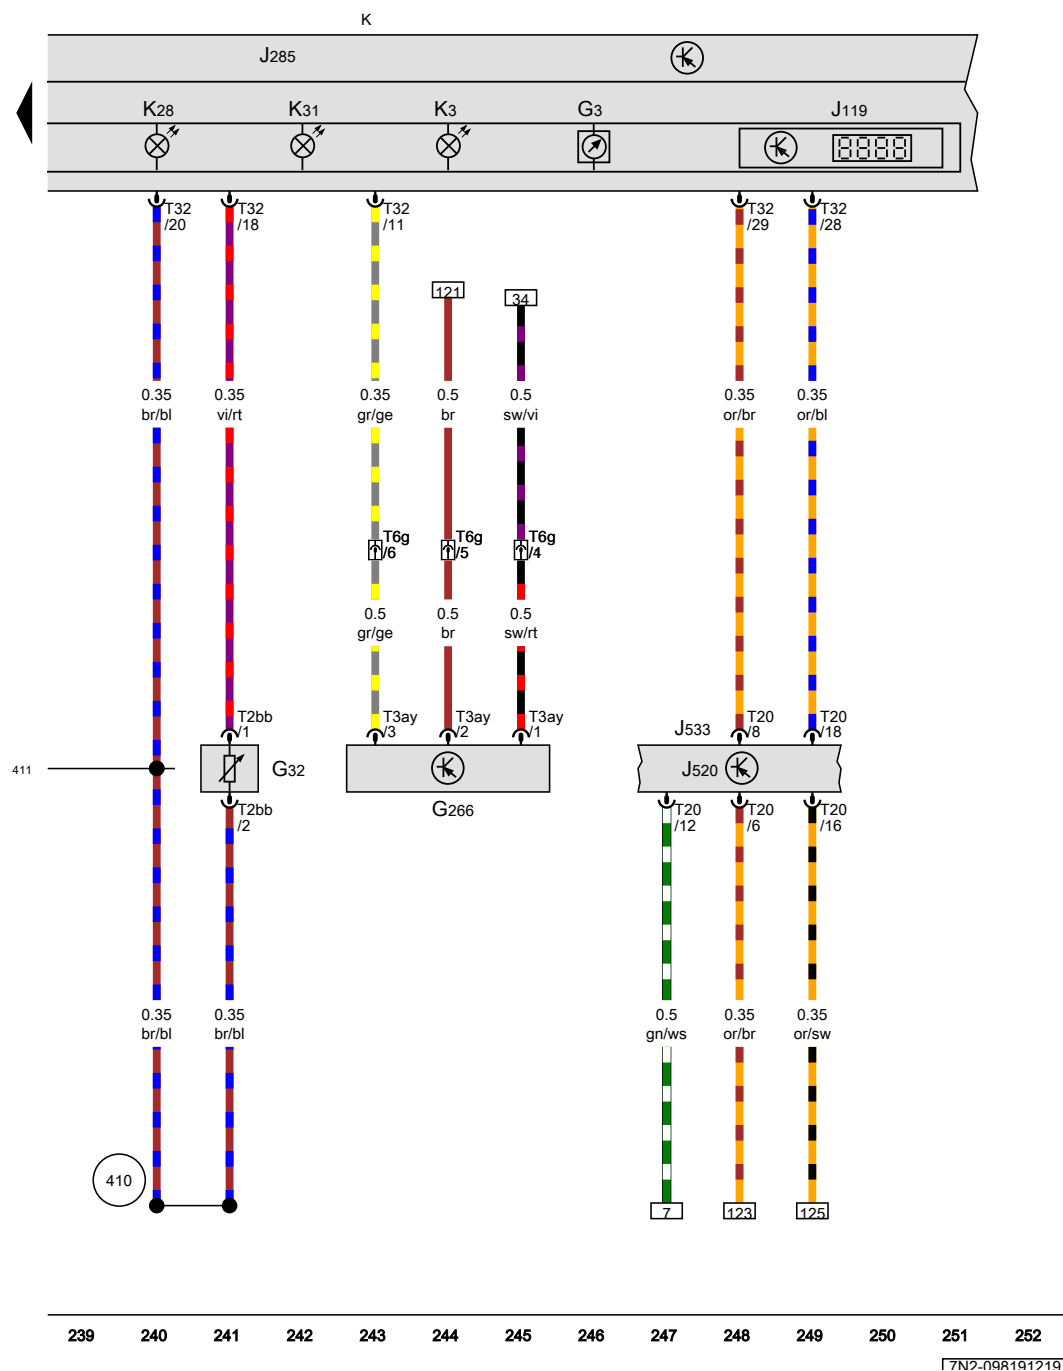 K
J285
K28 K31 K3 G3 J119
T32 T32 T32 T32 T32
/20 /18 /11 /29 /28
121 34
0.35 0.35 0.35 0.5 0.5 0.35 0.35
br/bl vi/rt gr/ge br sw/vi or/br or/bl
T6g T6g T6g
/6 /5 /4
0.5 0.5 0.5
gr/ge br sw/rt
T2bb T3ay T3ay T3ay J533 T20 T20
/1 /3 /2 /1 /8 /18
411 G32 J520
G266
T2bb T20 T20 T20
/2 /12 /6 /16
0.35 0.35 0.5 0.35 0.35
br/bl br/bl gn/ws or/br or/sw
410
7 123 125
239 240 241 242 243 244 245 246 247 248 249 250 251 252
7N2-098191219